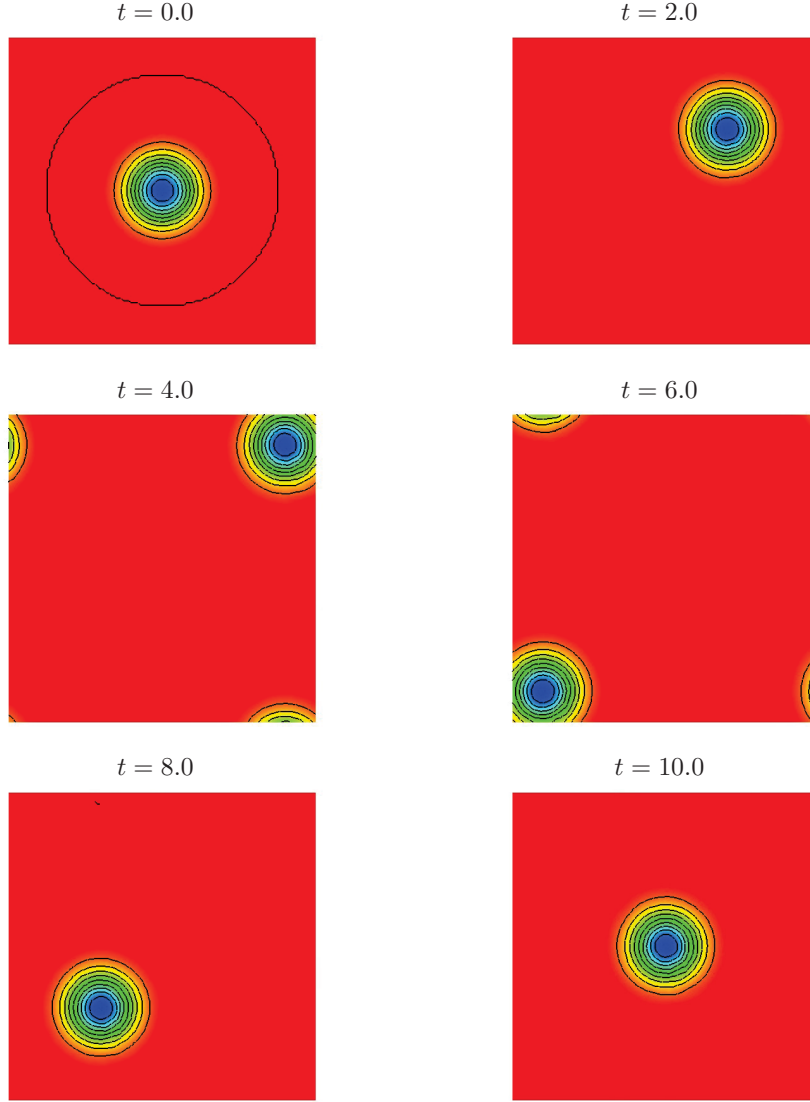 t = 0.0
t = 2.0
t = 4.0
t = 6.0
t = 8.0
t = 10.0